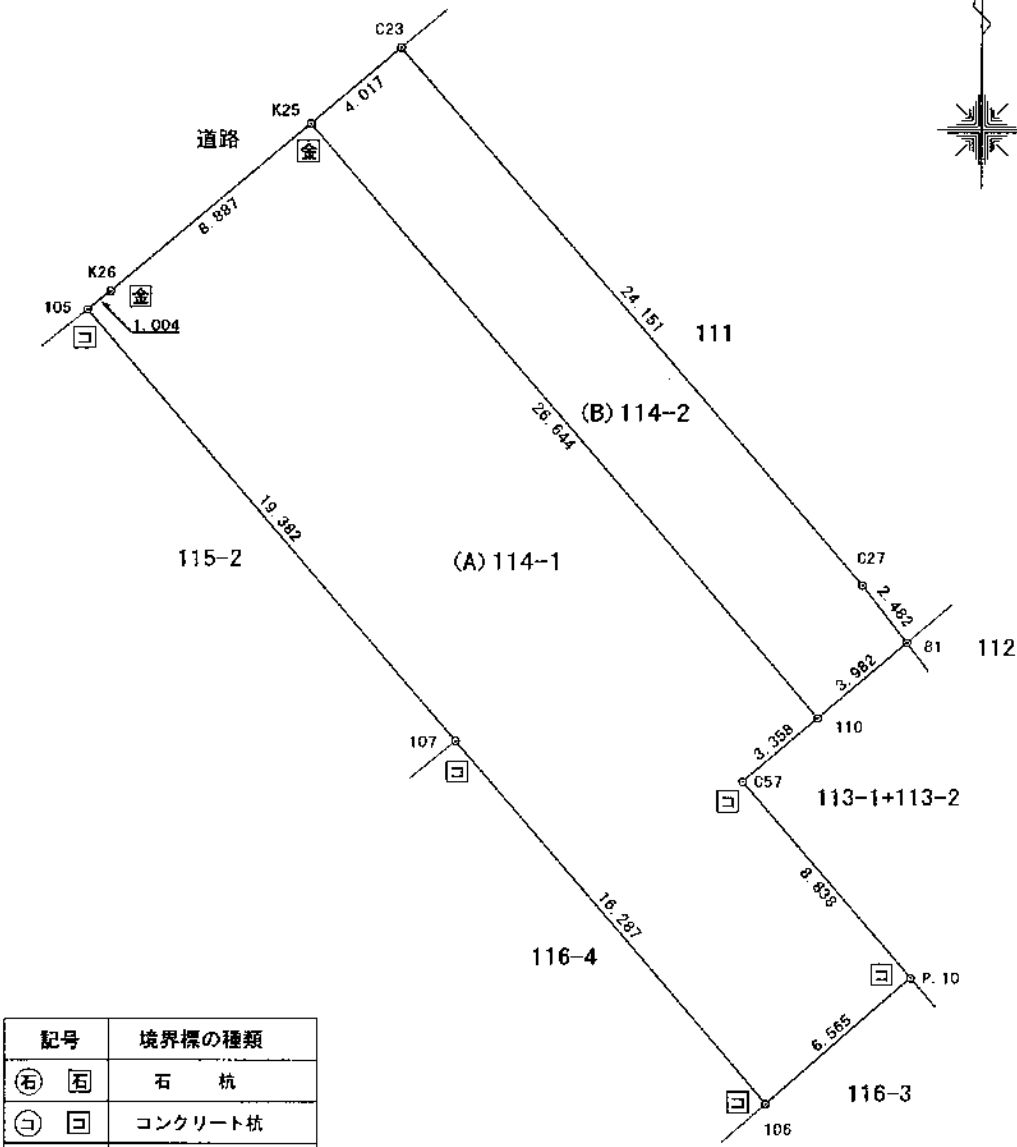 C23
4.017
K25
道路
金
8.887
K26
金
105
1.004
コ
24.151
111
(B)114-2
26.644
19.382
115-2
(A)114-1
C27
2.482
81
112
3.982
110
107
3.358
コ
C57
コ
113-1+113-2
8.838
16.287
116-4
コ
P.10
6.565
記号 境界標の種類
石 石 石 杭
コ コ コンクリート杭
116-3
コ
106